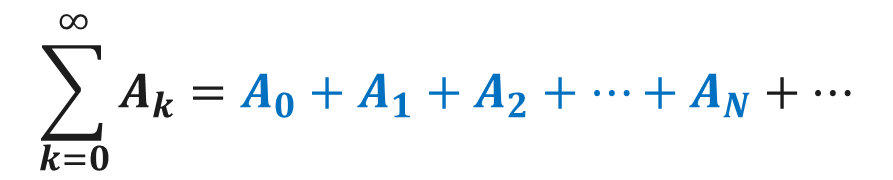 ∑_{k=0}^{∞} A_k = A_0 + A_1 + A_2 + ⋯ + A_N + ⋯